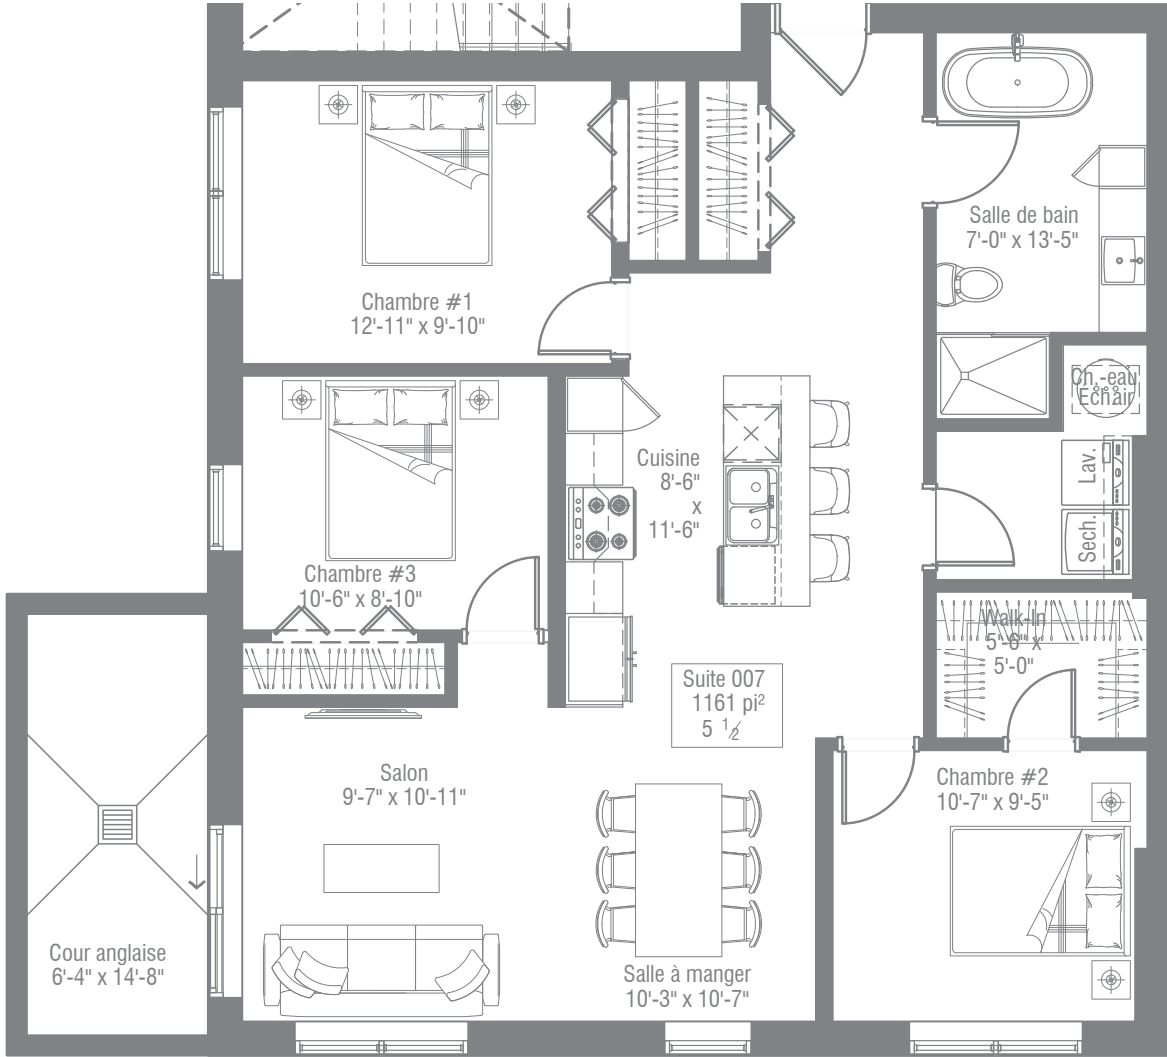 Salle de bain
7'-0" x 13'-5"
Chambre #1
12'-11" x 9'-10"
Ch.-eau
Echair
Cuisine
8'-6"
x
11'-6"
Lav.
Sech.
Chambre #3
10'-6" x 8'-10"
Walk-In
5'-6" x
5'-0"
Suite 007
1161 pi²
5 ½
Salon
9'-7" x 10'-11"
Chambre #2
10'-7" x 9'-5"
Cour anglaise
6'-4" x 14'-8"
Salle à manger
10'-3" x 10'-7"